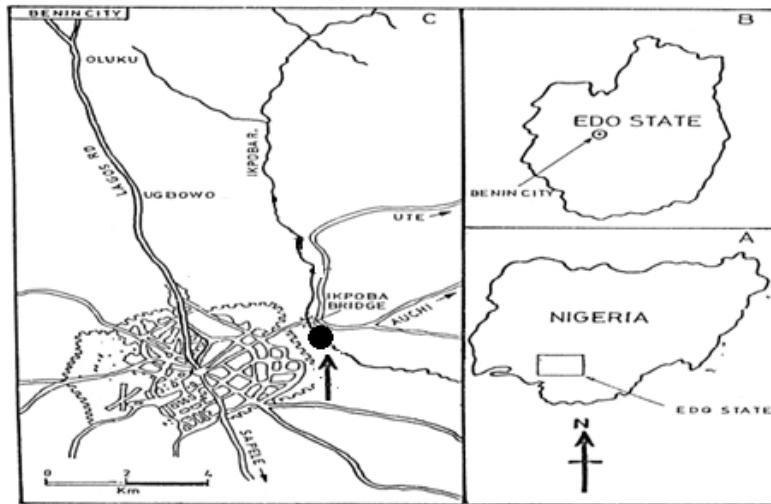 BENIN CITY
C
OLUKU
IKPOBA R.
LAGOS RD
UGBOWO
UTE
IKPOBA
BRIDGE
AUCHI
SAPELE
0 2 4
Km
B
EDO STATE
BENIN CITY
A
NIGERIA
EDO STATE
N